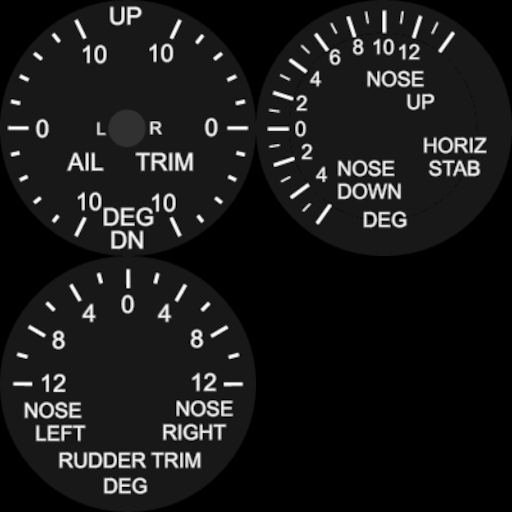 UP
10 10
0 L R 0
AIL TRIM
10 DEG 10
DN
0 2 4 6 8 10 12
NOSE
UP
HORIZ
STAB
2
4
NOSE
DOWN
DEG
12 8 4 0 4 8 12
NOSE
LEFT
NOSE
RIGHT
RUDDER TRIM
DEG